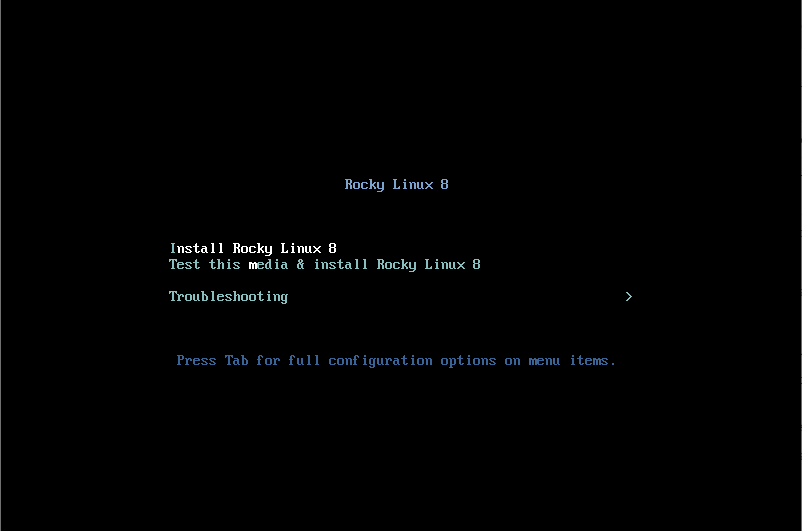 Rocky Linux 8
Install Rocky Linux 8
Test this media & install Rocky Linux 8
Troubleshooting >
Press Tab for full configuration options on menu items.